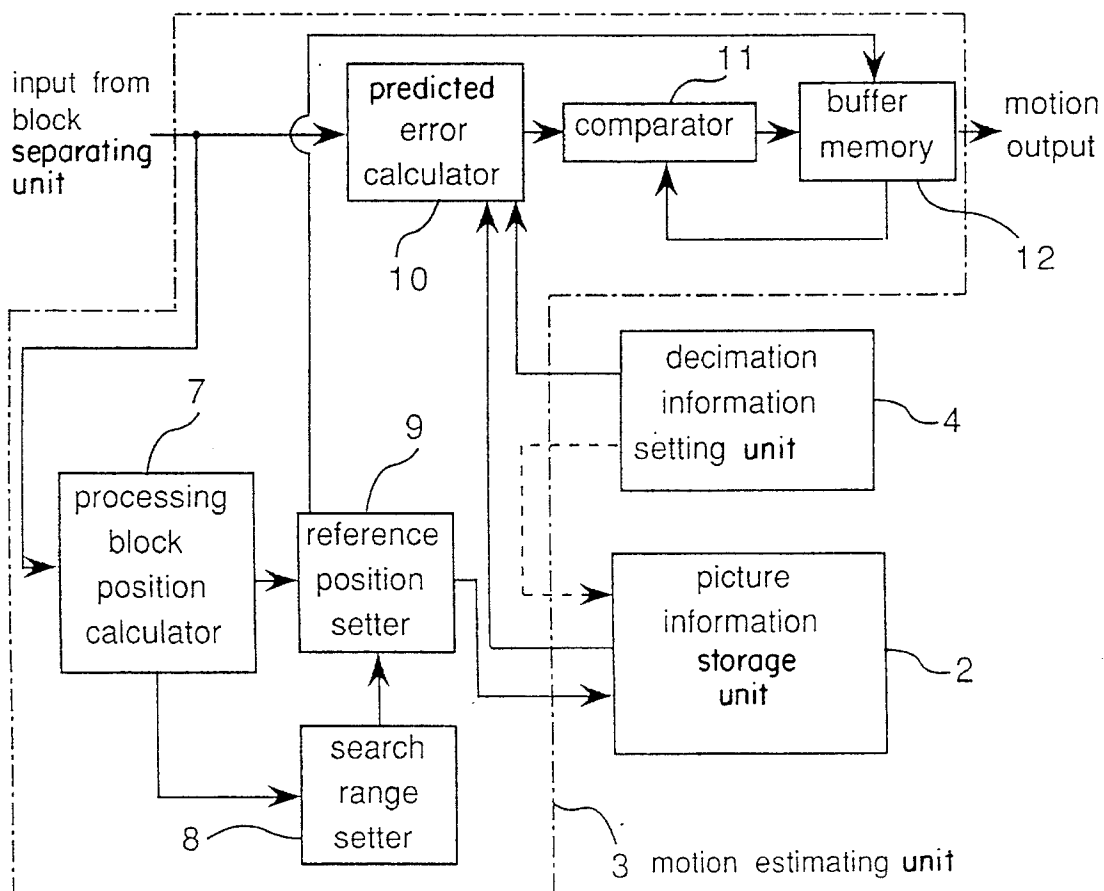 input from
block
separating
unit
predicted
error
calculator
10
11
comparator
buffer
memory
12
motion
output
decimation
information
setting unit
4
7
processing
block
position
calculator
9
reference
position
setter
picture
information
storage
unit
2
search
range
setter
8
3 motion estimating unit